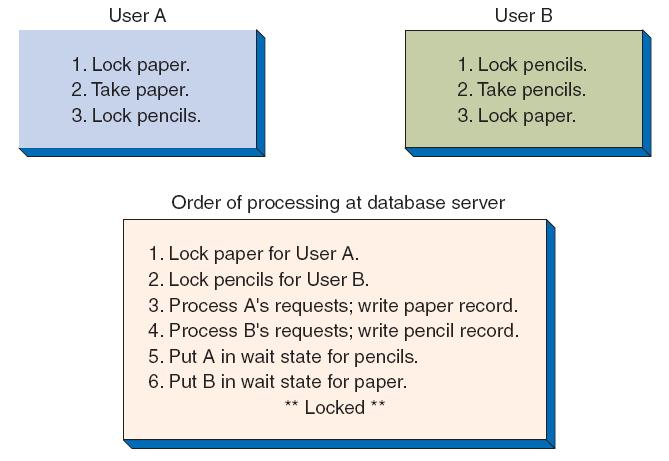 User A
1. Lock paper.
2. Take paper.
3. Lock pencils.
User B
1. Lock pencils.
2. Take pencils.
3. Lock paper.
Order of processing at database server
1. Lock paper for User A.
2. Lock pencils for User B.
3. Process A's requests; write paper record.
4. Process B's requests; write pencil record.
5. Put A in wait state for pencils.
6. Put B in wait state for paper.
** Locked **